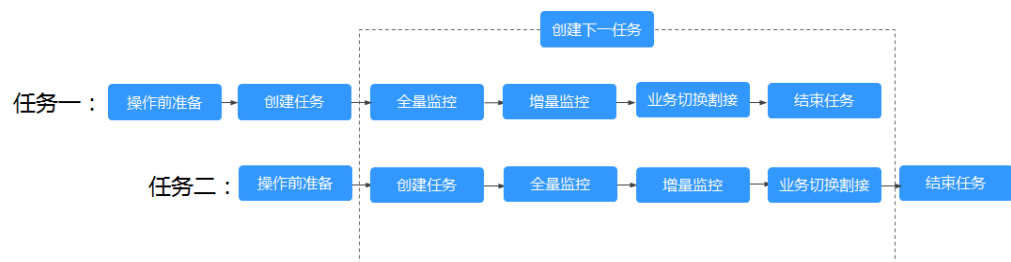 创建下一任务
任务一：
操作前准备
创建任务
全量监控
增量监控
业务切换割接
结束任务
任务二：
操作前准备
创建任务
全量监控
增量监控
业务切换割接
结束任务